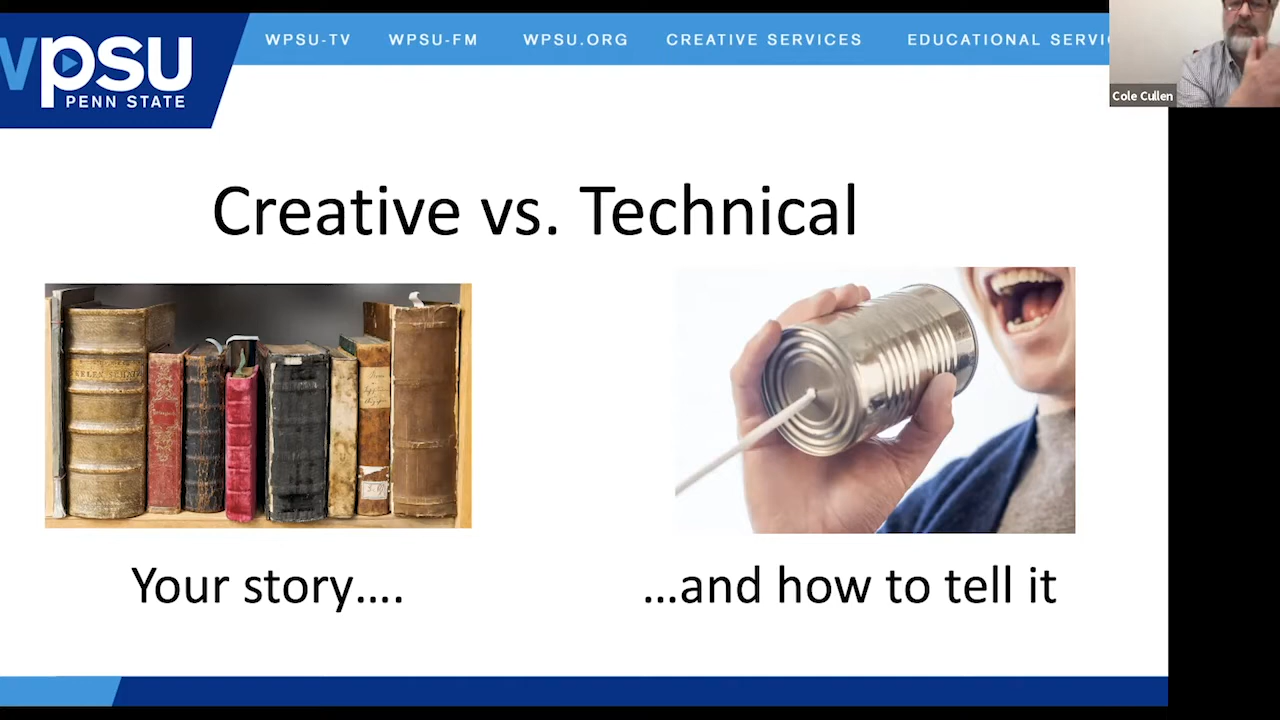 wpsu
PENN STATE
WPSU-TV WPSU-FM WPSU.ORG CREATIVE SERVICES EDUCATIONAL SERVI
Cole Cullen
Creative vs. Technical
Your story....
...and how to tell it